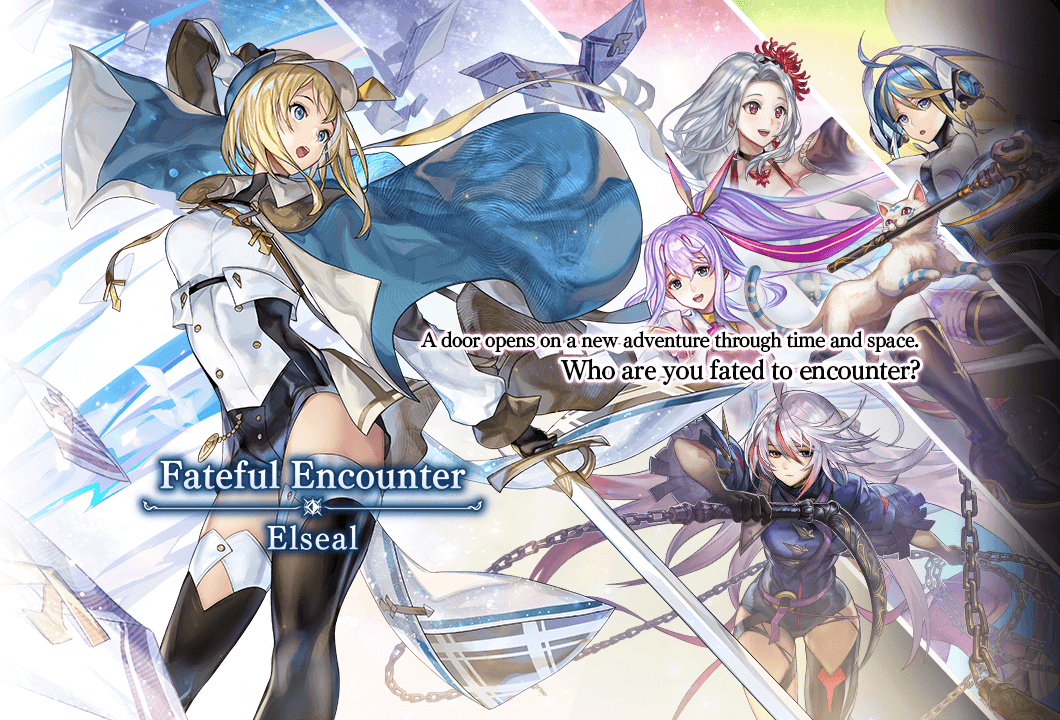 A door opens on a new adventure through time and space.
Who are you fated to encounter?
Fateful Encounter
Elseal